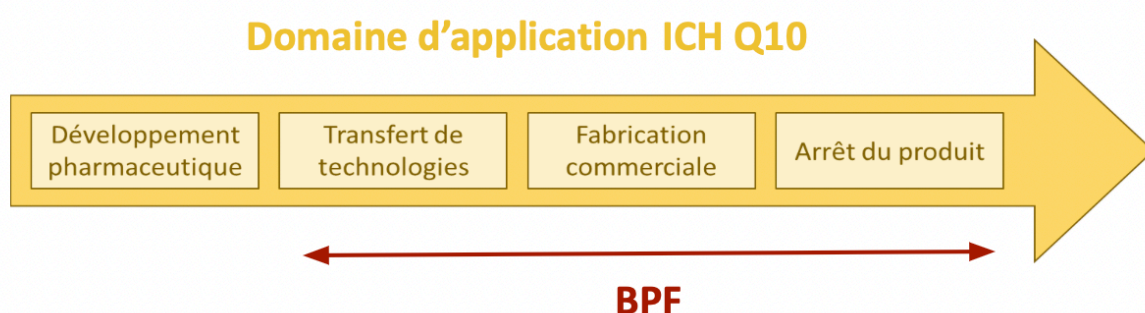 Domaine d’application ICH Q10
Développement
pharmaceutique
Transfert de
technologies
Fabrication
commerciale
Arrêt du produit
BPF